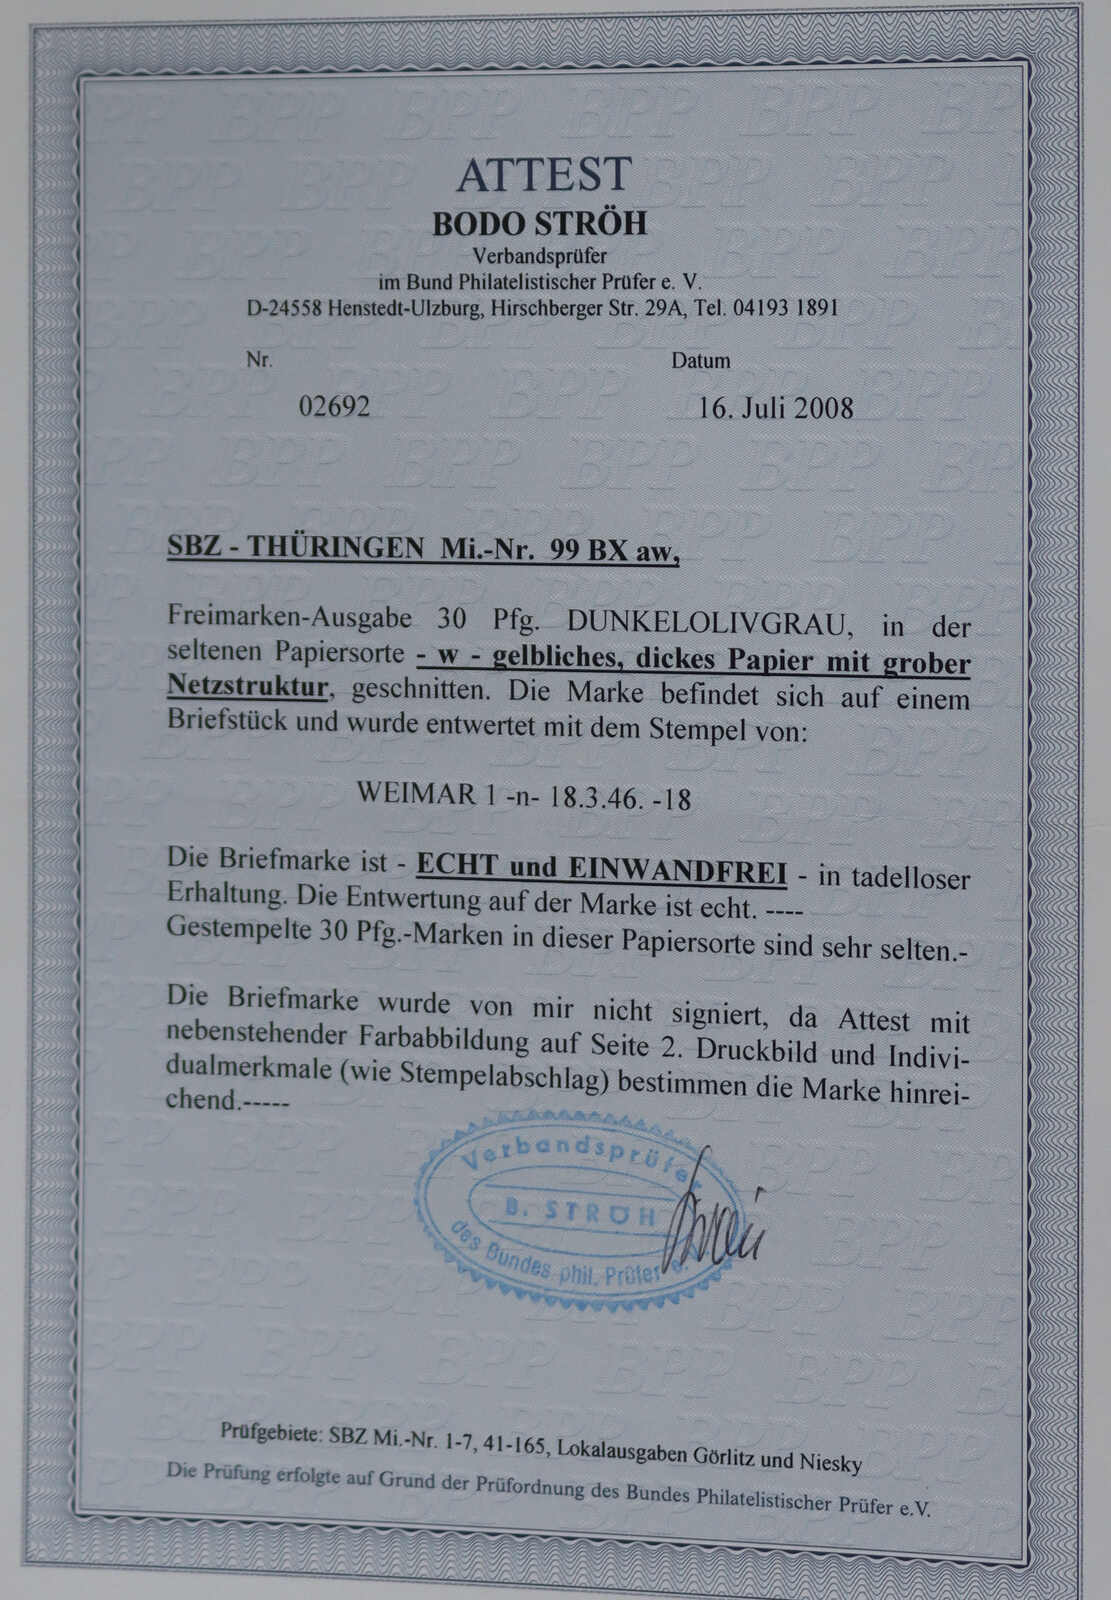 ATTEST
BODO STRÖH
Verbandsprüfer
im Bund Philatelistischer Prüfer e. V.
D-24558 Henstedt-Ulzburg, Hirschberger Str. 29A, Tel. 04193 1891
Nr. Datum
02692 16. Juli 2008
SBZ - THÜRINGEN Mi.-Nr. 99 BX aw,
Freimarken-Ausgabe 30 Pfg. DUNKELOLIVGRAU, in der
seltenen Papiersorte - w - gelbliches, dickes Papier mit grober
Netzstruktur, geschnitten. Die Marke befindet sich auf einem
Briefstück und wurde entwertet mit dem Stempel von:
WEIMAR 1 -n- 18.3.46. -18
Die Briefmarke ist - ECHT und EINWANDFREI - in tadelloser
Erhaltung. Die Entwertung auf der Marke ist echt. ----
Gestempelte 30 Pfg.-Marken in dieser Papiersorte sind sehr selten.-
Die Briefmarke wurde von mir nicht signiert, da Attest mit
nebenstehender Farbabbildung auf Seite 2. Druckbild und Indivi-
dualmerkmale (wie Stempelabschlag) bestimmen die Marke hinrei-
chend.-----
Verbandsprüfer
B. STRÖH
des Bundes phil. Prüfer e.
Prüfgebiete: SBZ Mi.-Nr. 1-7, 41-165, Lokalausgaben Görlitz und Niesky
Die Prüfung erfolgte auf Grund der Prüfordnung des Bundes Philatelistischer Prüfer e.V.